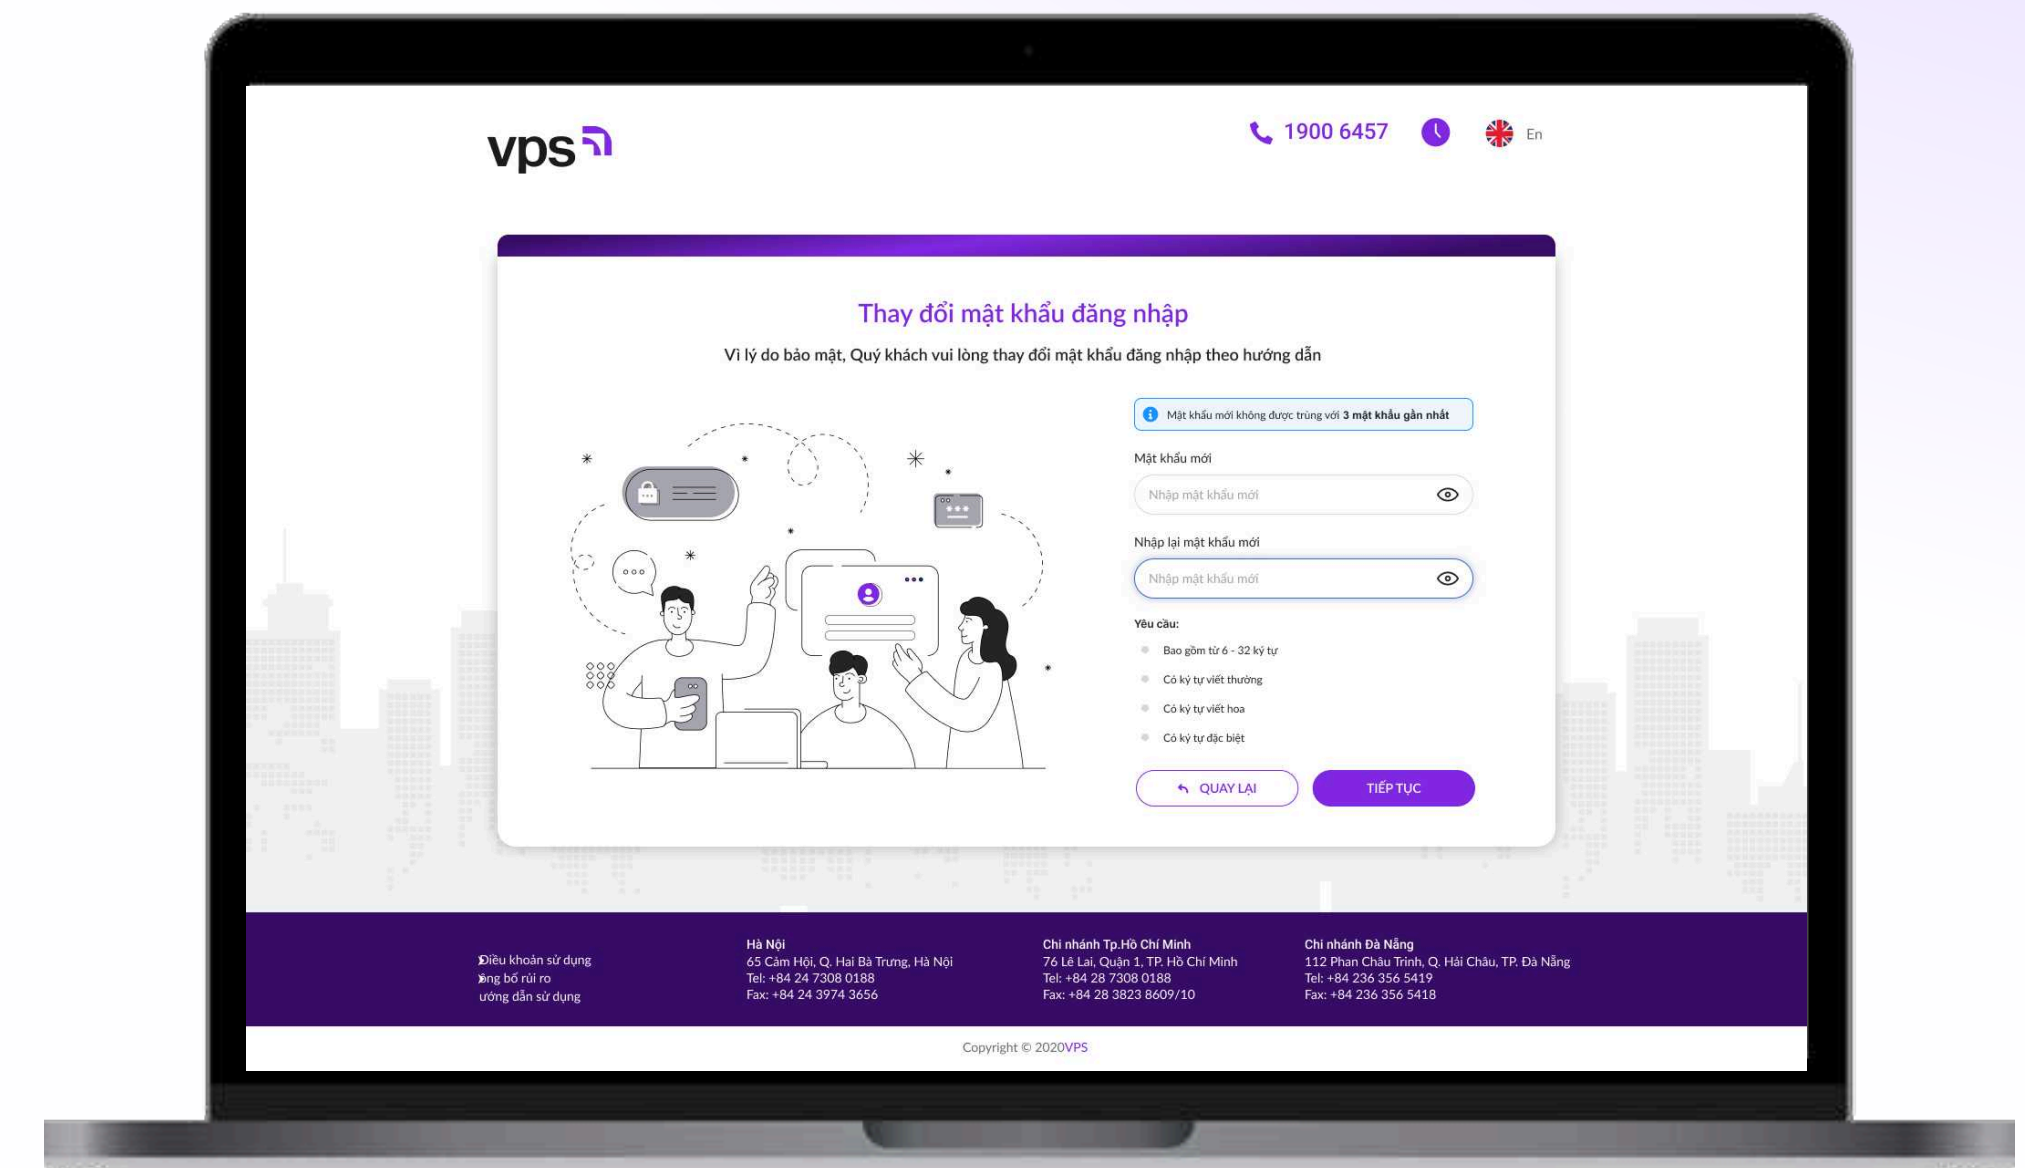 vps
1900 6457
En
Thay đổi mật khẩu đăng nhập
Vì lý do bảo mật, Quý khách vui lòng thay đổi mật khẩu đăng nhập theo hướng dẫn
Mật khẩu mới không được trùng với 3 mật khẩu gần nhất
Mật khẩu mới
Nhập mật khẩu mới
Nhập lại mật khẩu mới
Nhập mật khẩu mới
Yêu cầu:
Bao gồm từ 6 - 32 ký tự
Có ký tự viết thường
Có ký tự viết hoa
Có ký tự đặc biệt
QUAY LẠI
TIẾP TỤC
Điều khoản sử dụng
ông bố rủi ro
ướng dẫn sử dụng
Hà Nội
65 Cảm Hội, Q. Hai Bà Trưng, Hà Nội
Tel: +84 24 7308 0188
Fax: +84 24 3974 3656
Chi nhánh Tp.Hồ Chí Minh
76 Lê Lai, Quận 1, TP. Hồ Chí Minh
Tel: +84 28 7308 0188
Fax: +84 28 3823 8609/10
Chi nhánh Đà Nẵng
112 Phan Châu Trinh, Q. Hải Châu, TP. Đà Nẵng
Tel: +84 236 356 5419
Fax: +84 236 356 5418
Copyright © 2020VPS